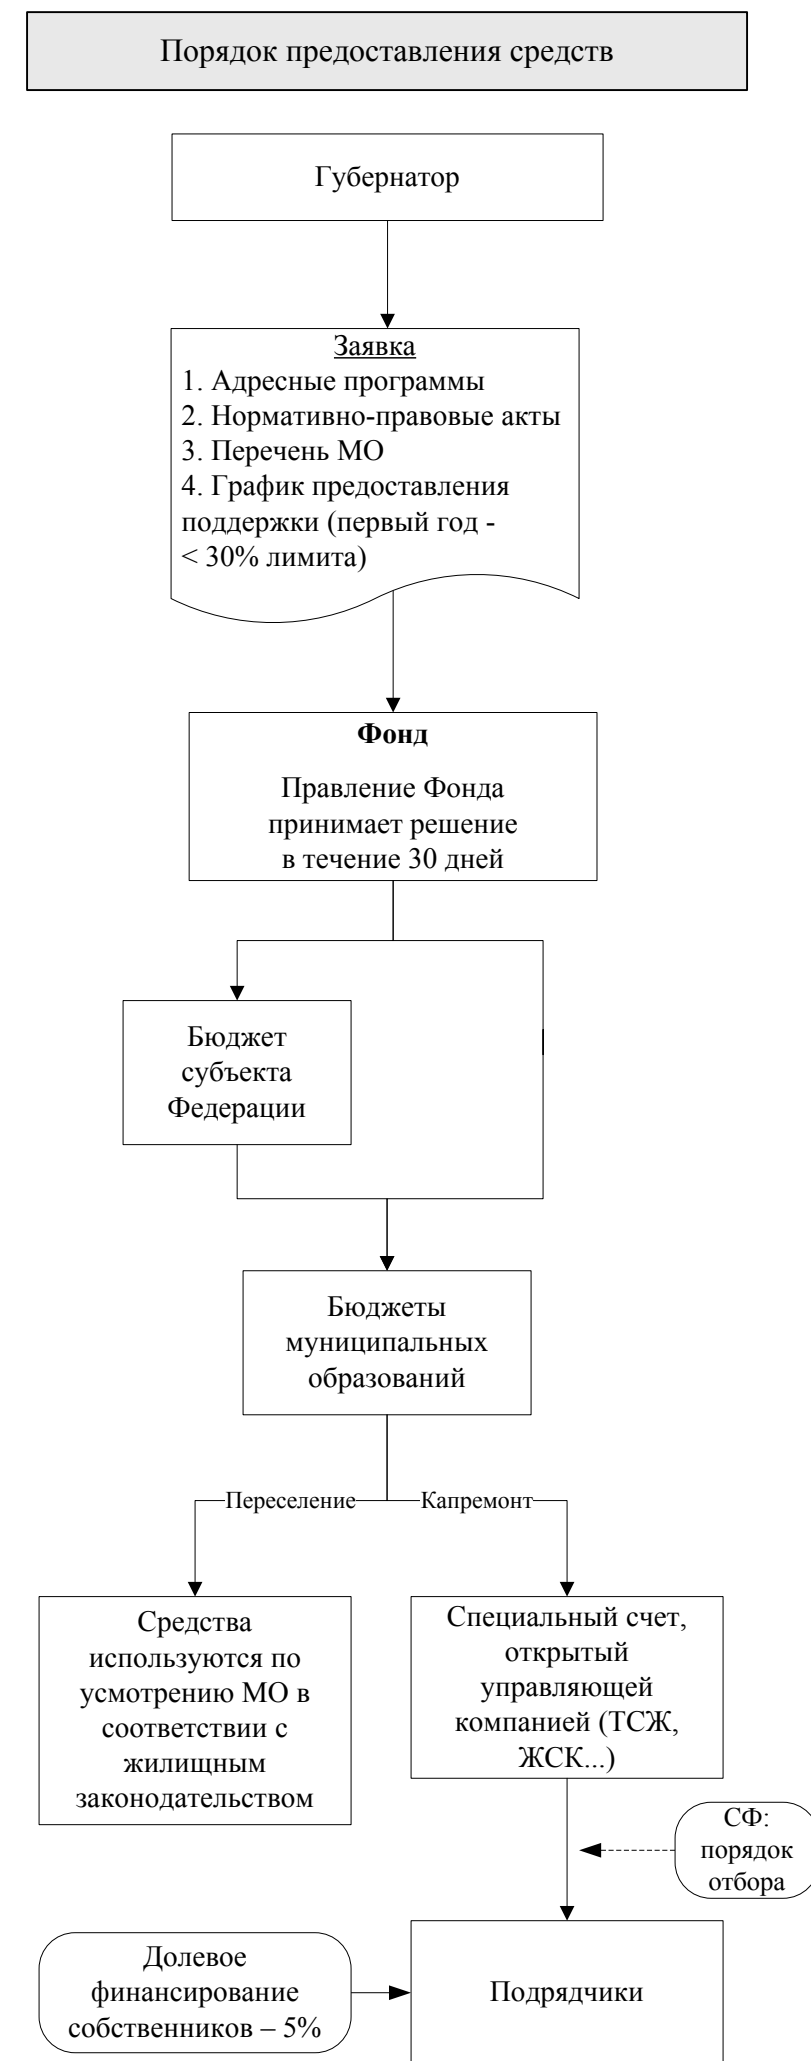 Порядок предоставления средств
Губернатор
Заявка
1. Адресные программы
2. Нормативно-правовые акты
3. Перечень МО
4. График предоставления
поддержки (первый год -
< 30% лимита)
Фонд
Правление Фонда
принимает решение
в течение 30 дней
Бюджет
субъекта
Федерации
Бюджеты
муниципальных
образований
Переселение
Капремонт
Средства
используются по
усмотрению МО в
соответствии с
жилищным
законодательством
Специальный счет,
открытый
управляющей
компанией (ТСЖ,
ЖСК...)
СФ:
порядок
отбора
Долевое
финансирование
собственников – 5%
Подрядчики